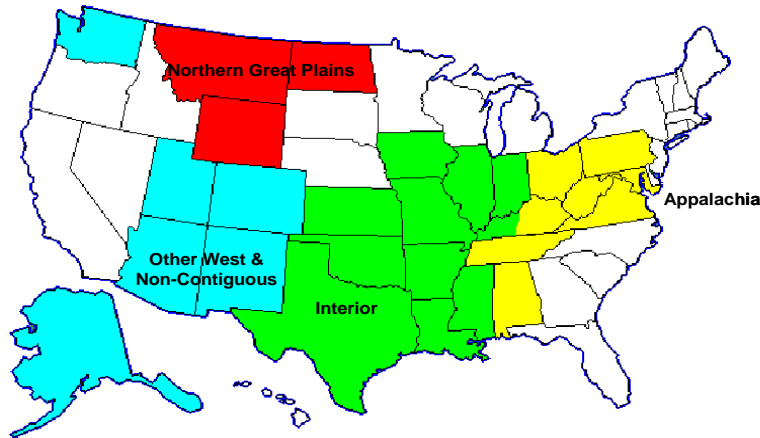 Northern Great Plains
Appalachia
Other West &
Non-Contiguous
Interior